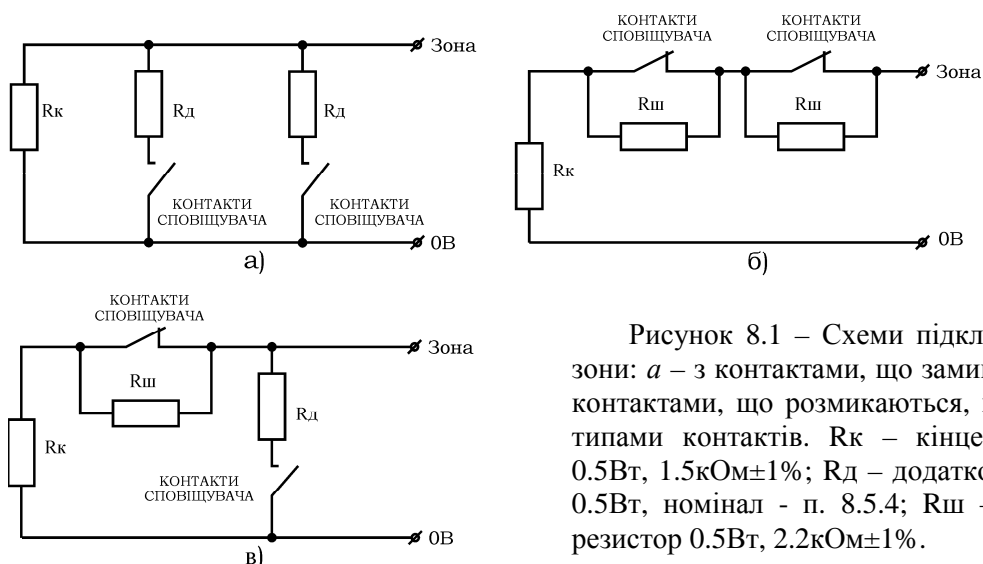 Зона
Rк
Rд
Rд
КОНТАКТИ
СПОВІЩУВАЧА
КОНТАКТИ
СПОВІЩУВАЧА
0В
а)
КОНТАКТИ
СПОВІЩУВАЧА
КОНТАКТИ
СПОВІЩУВАЧА
Зона
Rш
Rш
Rк
0В
б)
КОНТАКТИ
СПОВІЩУВАЧА
Зона
Rш
Rд
Rк
КОНТАКТИ
СПОВІЩУВАЧА
0В
в)
Рисунок 8.1 – Схеми підкл
зони: а – з контактами, що зами
контактами, що розмикаються,
типами контактів. Rк – кінце
0.5Вт, 1.5кОм±1%; Rд – додатко
0.5Вт, номінал - п. 8.5.4; Rш –
резистор 0.5Вт, 2.2кОм±1%.